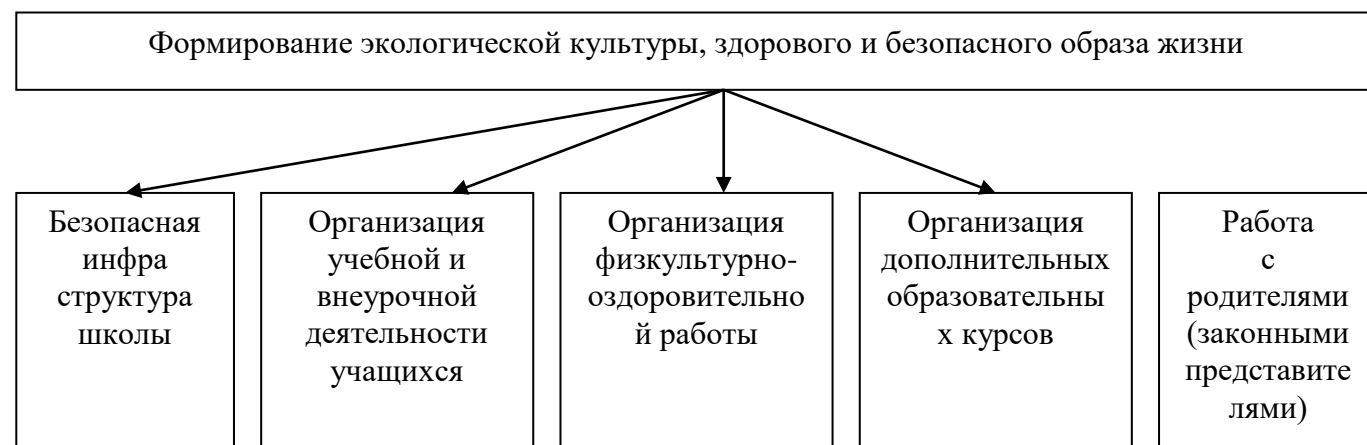 Формирование экологической культуры, здорового и безопасного образа жизни
Безопасная
инфра
структура
школы
Организация
учебной и
внеурочной
деятельности
учащихся
Организация
физкультурно-
оздоровительно
й работы
Организация
дополнительных
образовательны
х курсов
Работа
с
родителями
(законными
представите
лями)